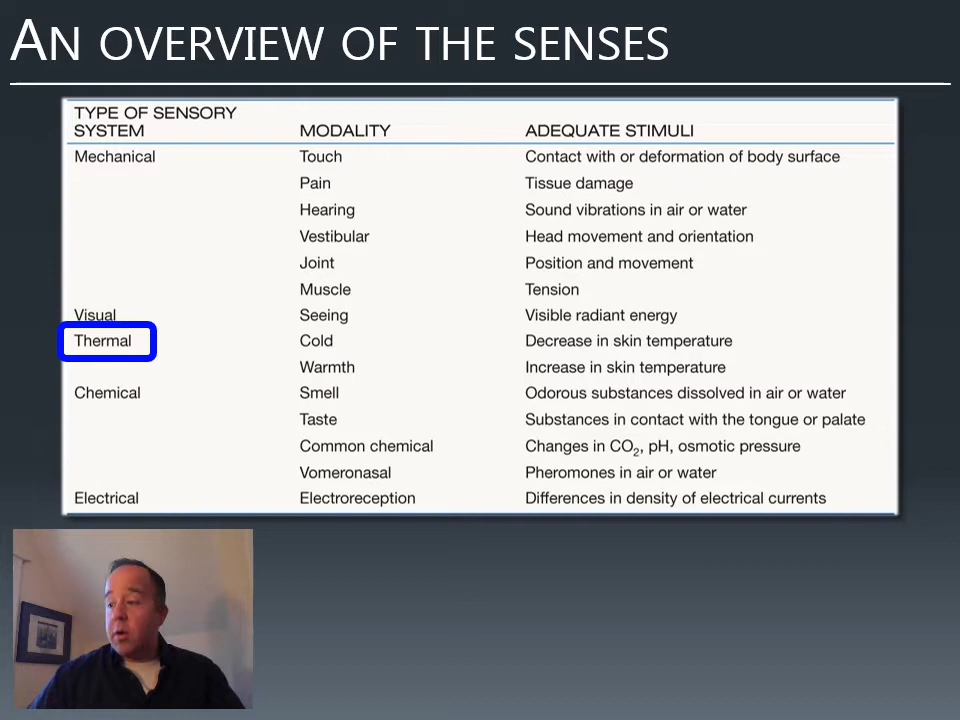 AN OVERVIEW OF THE SENSES
TYPE OF SENSORY
SYSTEM MODALITY ADEQUATE STIMULI
Mechanical Touch Contact with or deformation of body surface
Pain Tissue damage
Hearing Sound vibrations in air or water
Vestibular Head movement and orientation
Joint Position and movement
Muscle Tension
Visual Seeing Visible radiant energy
Thermal Cold Decrease in skin temperature
Warmth Increase in skin temperature
Chemical Smell Odorous substances dissolved in air or water
Taste Substances in contact with the tongue or palate
Common chemical Changes in CO₂, pH, osmotic pressure
Vomeronasal Pheromones in air or water
Electrical Electroreception Differences in density of electrical currents